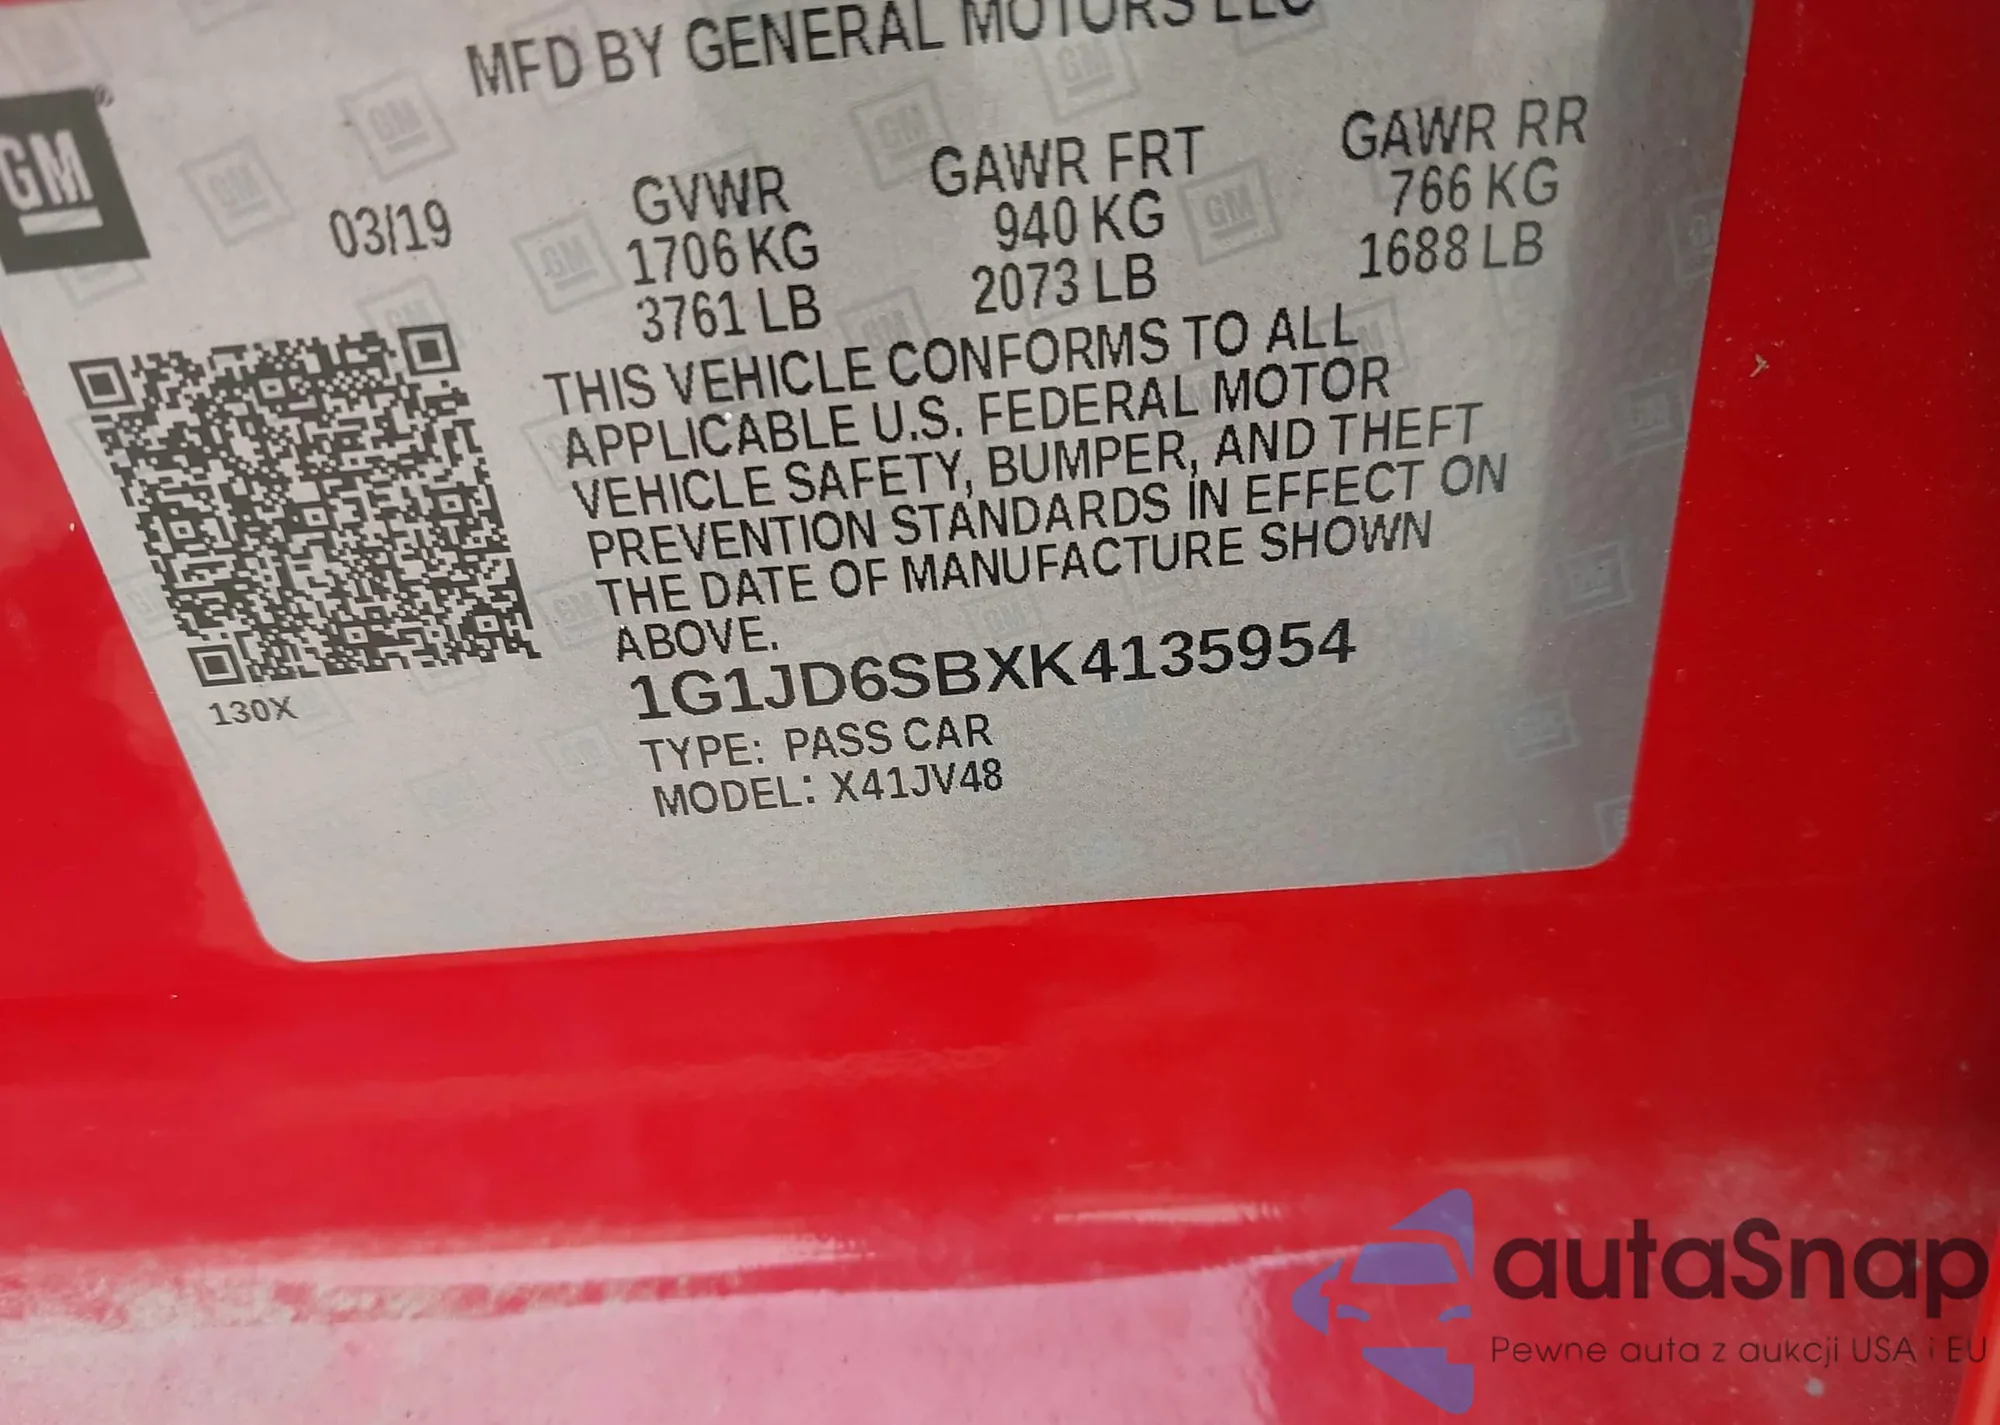 MFD BY GENERAL MOTORS LLC
GM
03/19
GVWR GAWR FRT GAWR RR
1706 KG 940 KG 766 KG
3761 LB 2073 LB 1688 LB
THIS VEHICLE CONFORMS TO ALL
APPLICABLE U.S. FEDERAL MOTOR
VEHICLE SAFETY, BUMPER, AND THEFT
PREVENTION STANDARDS IN EFFECT ON
THE DATE OF MANUFACTURE SHOWN
ABOVE.
1G1JD6SBXK4135954
130X
TYPE: PASS CAR
MODEL: X41JV48
autaSnap
Pewne auta z aukcji USA i EU